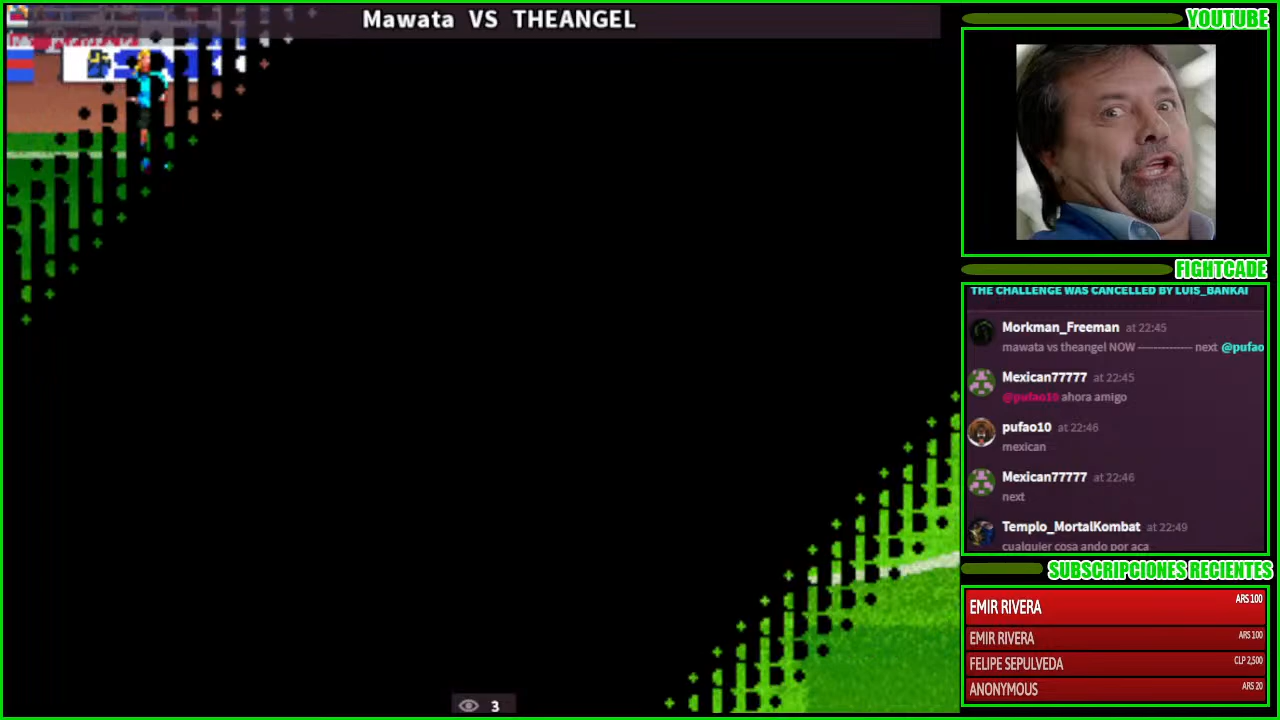 Mawata VS THEANGEL
YOUTUBE
FIGHTCADE
THE CHALLENGE WAS CANCELLED BY LUIS_BANKAI
Morkman_Freeman at 22:45
mawata vs theangel NOW --------------- next @pufao
Mexican77777 at 22:45
@pufao10 ahora amigo
pufao10 at 22:46
mexican
Mexican77777 at 22:46
next
Templo_MortalKombat at 22:49
cualquier cosa ando por aca
SUBSCRIPCIONES RECIENTES
EMIR RIVERA ARS 100
EMIR RIVERA ARS 100
FELIPE SEPULVEDA CLP 2,500
ANONYMOUS ARS 20
3